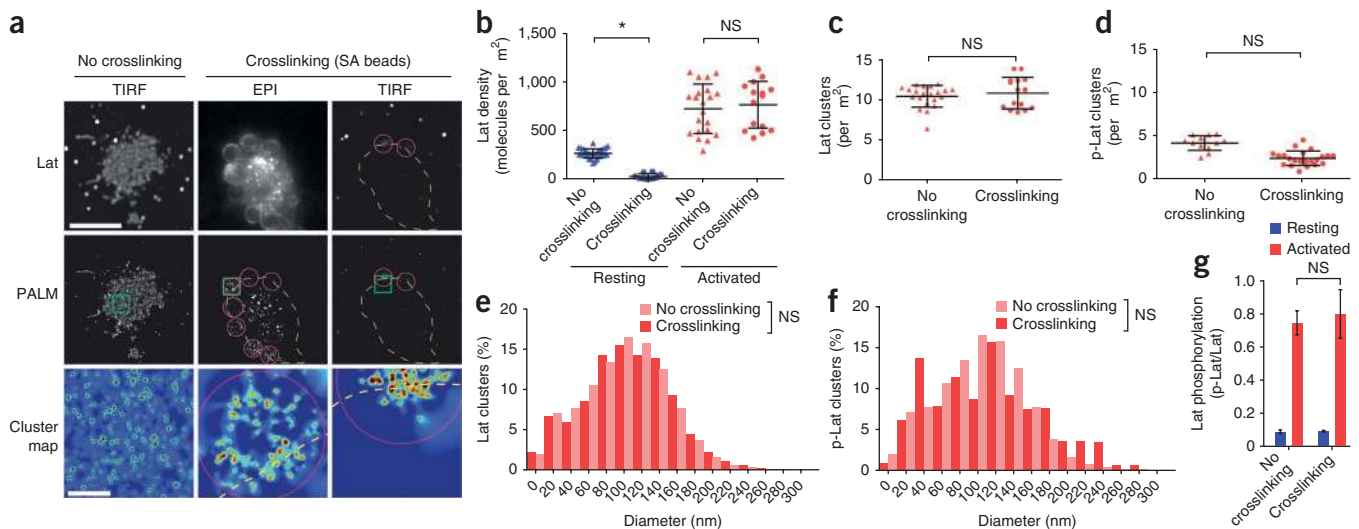 a
No crosslinking
Crosslinking (SA beads)
TIRF
EPI
TIRF
Lat
PALM
Cluster map
b
Lat density (molecules per m²)
1,500
1,000
500
0
*
NS
No crosslinking
Crosslinking
No crosslinking
Crosslinking
Resting
Activated
c
Lat clusters (per m²)
15
10
5
0
NS
No crosslinking
Crosslinking
d
p-Lat clusters (per m²)
15
10
5
0
NS
No crosslinking
Crosslinking
Resting
Activated
e
Lat clusters (%)
20
15
10
5
0
No crosslinking
Crosslinking
NS
0 20 40 60 80 100 120 140 160 180 200 220 240 260 280 300
Diameter (nm)
f
p-Lat clusters (%)
20
15
10
5
0
No crosslinking
Crosslinking
NS
0 20 40 60 80 100 120 140 160 180 200 220 240 260 280 300
Diameter (nm)
g
Lat phosphorylation (p-Lat/Lat)
1.0
0.8
0.6
0.4
0.2
0
NS
No crosslinking
Crosslinking